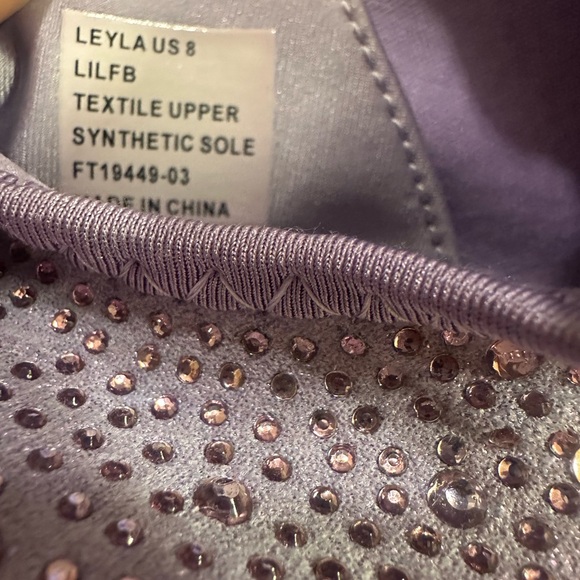 LEYLA US 8
LILFB
TEXTILE UPPER
SYNTHETIC SOLE
FT19449-03
MADE IN CHINA